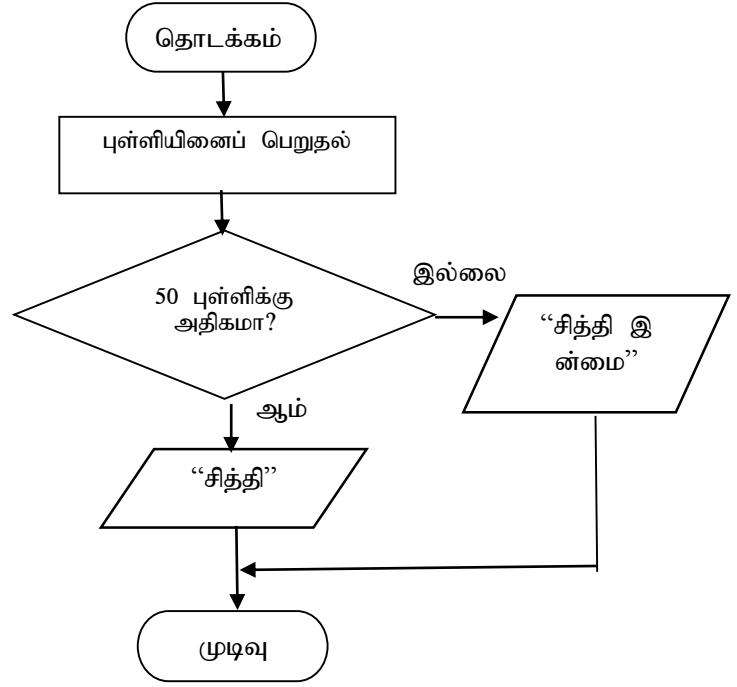 தொடக்கம்
புள்ளியினைப் பெறுதல்
50 புள்ளிக்கு
அதிகமா?
இல்லை
“சித்தி இ
ன்மை”
ஆம்
“சித்தி”
முடிவு